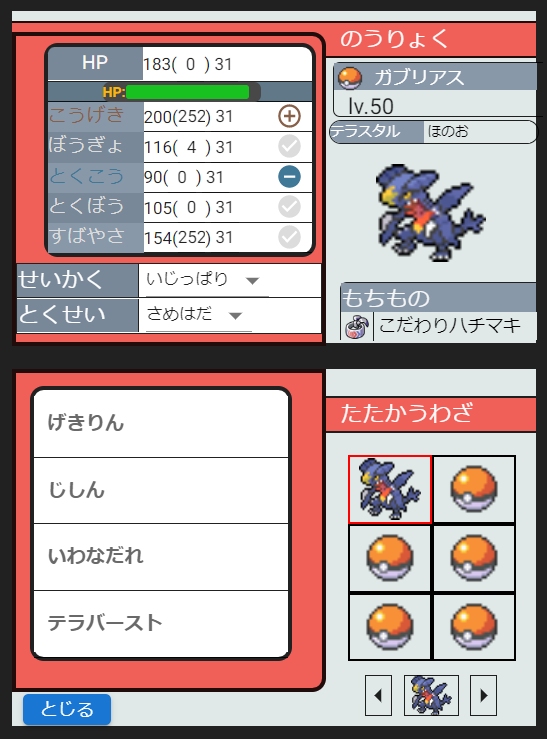 HP 183( 0 ) 31
HP:
こうげき 200(252) 31
ぼうぎょ 116( 4 ) 31
とくこう 90( 0 ) 31
とくぼう 105( 0 ) 31
すばやさ 154(252) 31
せいかく いじっぱり
とくせい さめはだ
のうりょく
ガブリアス
lv.50
テラスタル ほのお
もちもの
こだわりハチマキ
げきりん
じしん
いわなだれ
テラバースト
とじる
たたかうわざ